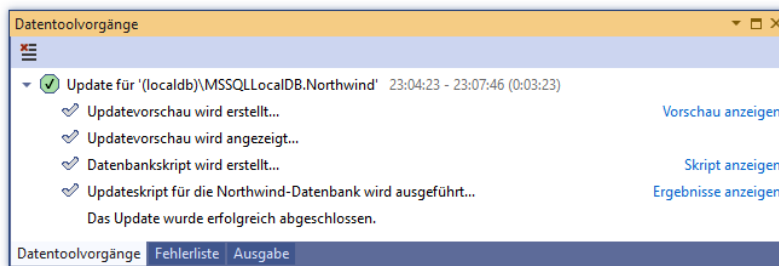 Datentoolvorgänge
Update für '(localdb)\MSSQLLocalDB.Northwind' 23:04:23 - 23:07:46 (0:03:23)
Updatevorschau wird erstellt... Vorschau anzeigen
Updatevorschau wird angezeigt...
Datenbankskript wird erstellt... Skript anzeigen
Updateskript für die Northwind-Datenbank wird ausgeführt... Ergebnisse anzeigen
Das Update wurde erfolgreich abgeschlossen.
Datentoolvorgänge Fehlerliste Ausgabe